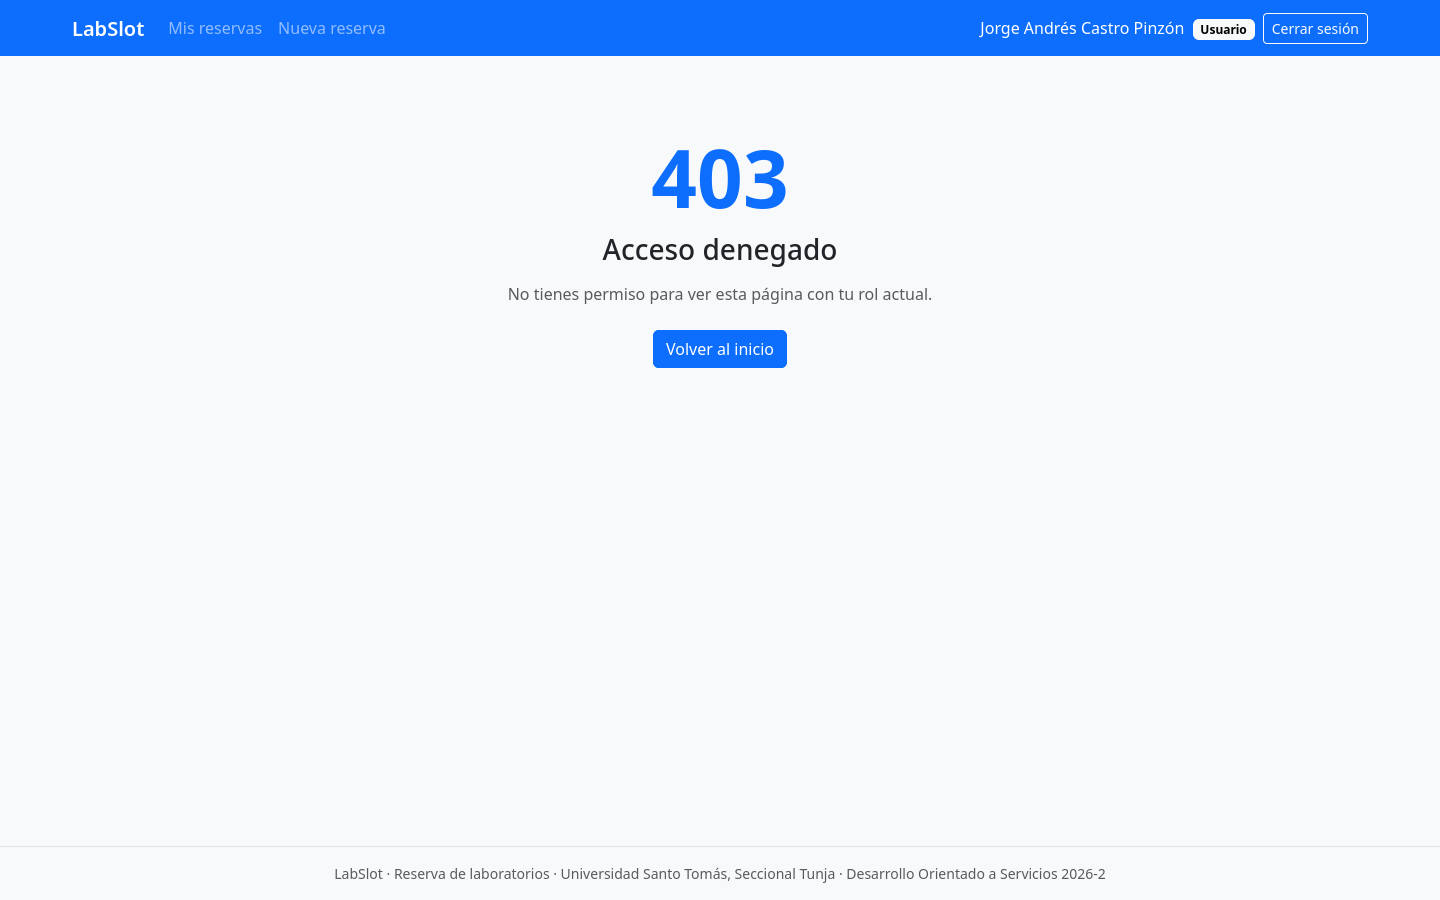 LabSlot Mis reservas Nueva reserva Jorge Andrés Castro Pinzón Usuario Cerrar sesión
403
Acceso denegado
No tienes permiso para ver esta página con tu rol actual.
Volver al inicio
LabSlot · Reserva de laboratorios · Universidad Santo Tomás, Seccional Tunja · Desarrollo Orientado a Servicios 2026-2